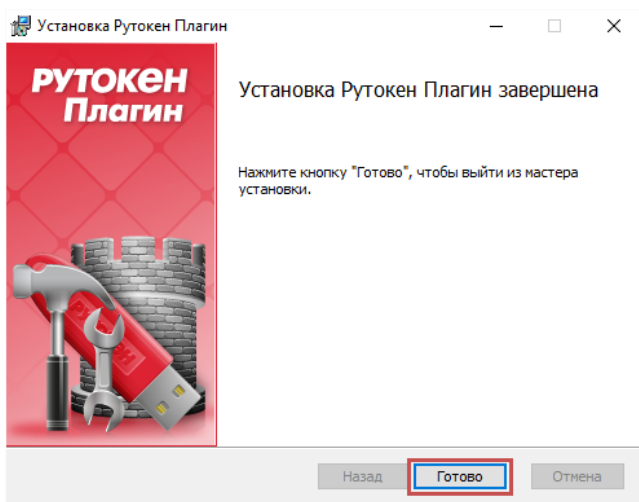 Установка Рутокен Плагин
рутокен
Плагин
Установка Рутокен Плагин завершена
Нажмите кнопку "Готово", чтобы выйти из мастера
установки.
РУТОКЕН
Назад
Готово
Отмена